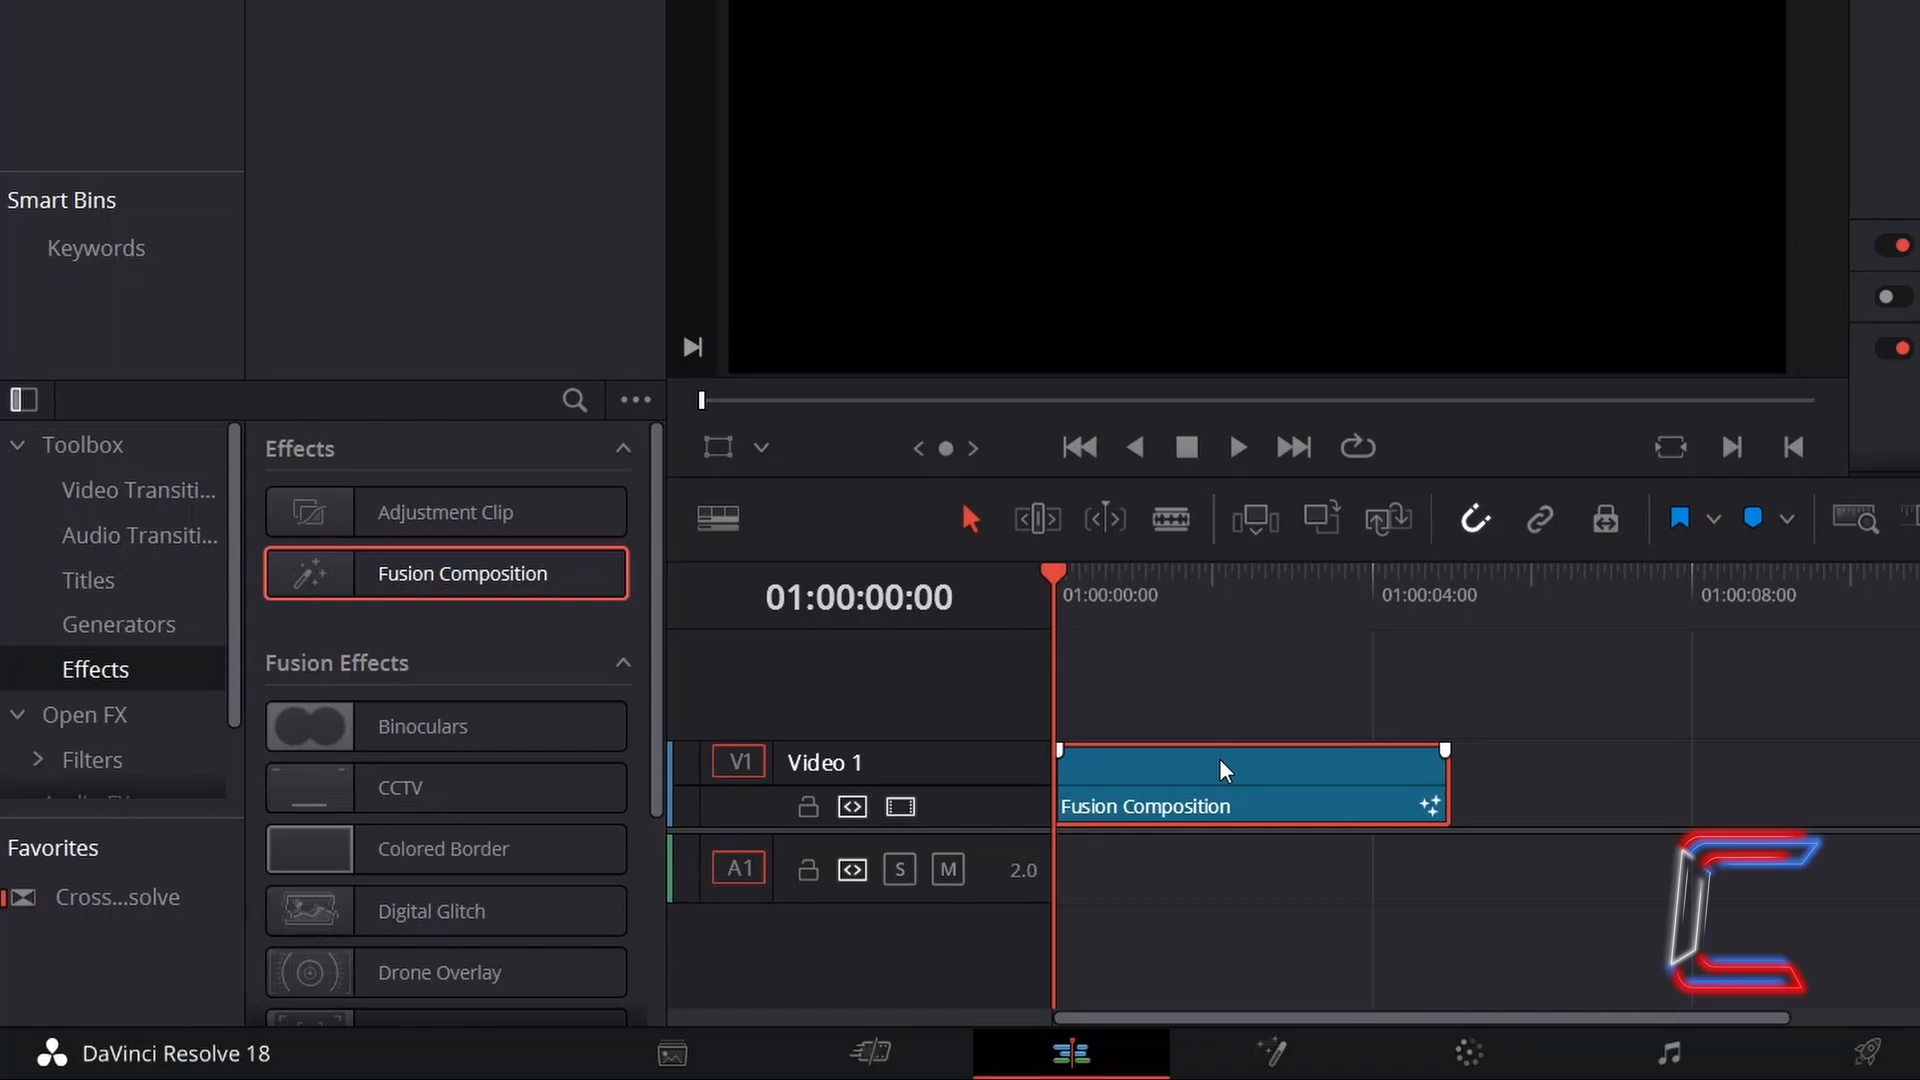 Smart Bins
Keywords
Toolbox
Video Transiti...
Audio Transiti...
Titles
Generators
Effects
Open FX
Filters
Favorites
Cross...solve
Effects
Adjustment Clip
Fusion Composition
Fusion Effects
Binoculars
CCTV
Colored Border
Digital Glitch
Drone Overlay
01:00:00:00
01:00:00:00
01:00:04:00
01:00:08:00
V1
Video 1
Fusion Composition
A1
S
M
2.0
DaVinci Resolve 18